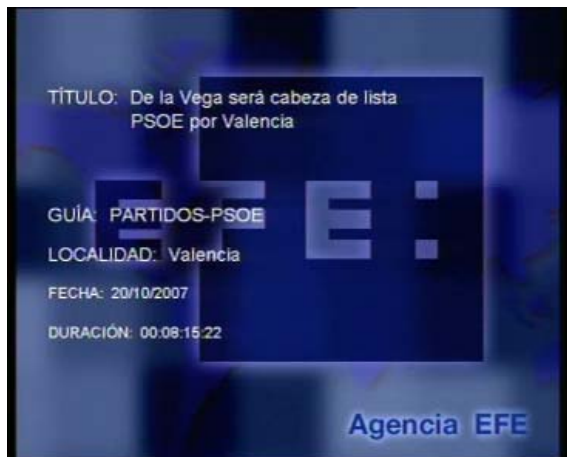 TÍTULO: De la Vega será cabeza de lista
PSOE por Valencia
EFE:
GUÍA: PARTIDOS-PSOE
LOCALIDAD: Valencia
FECHA: 20/10/2007
DURACIÓN: 00:08:15:22
Agencia EFE